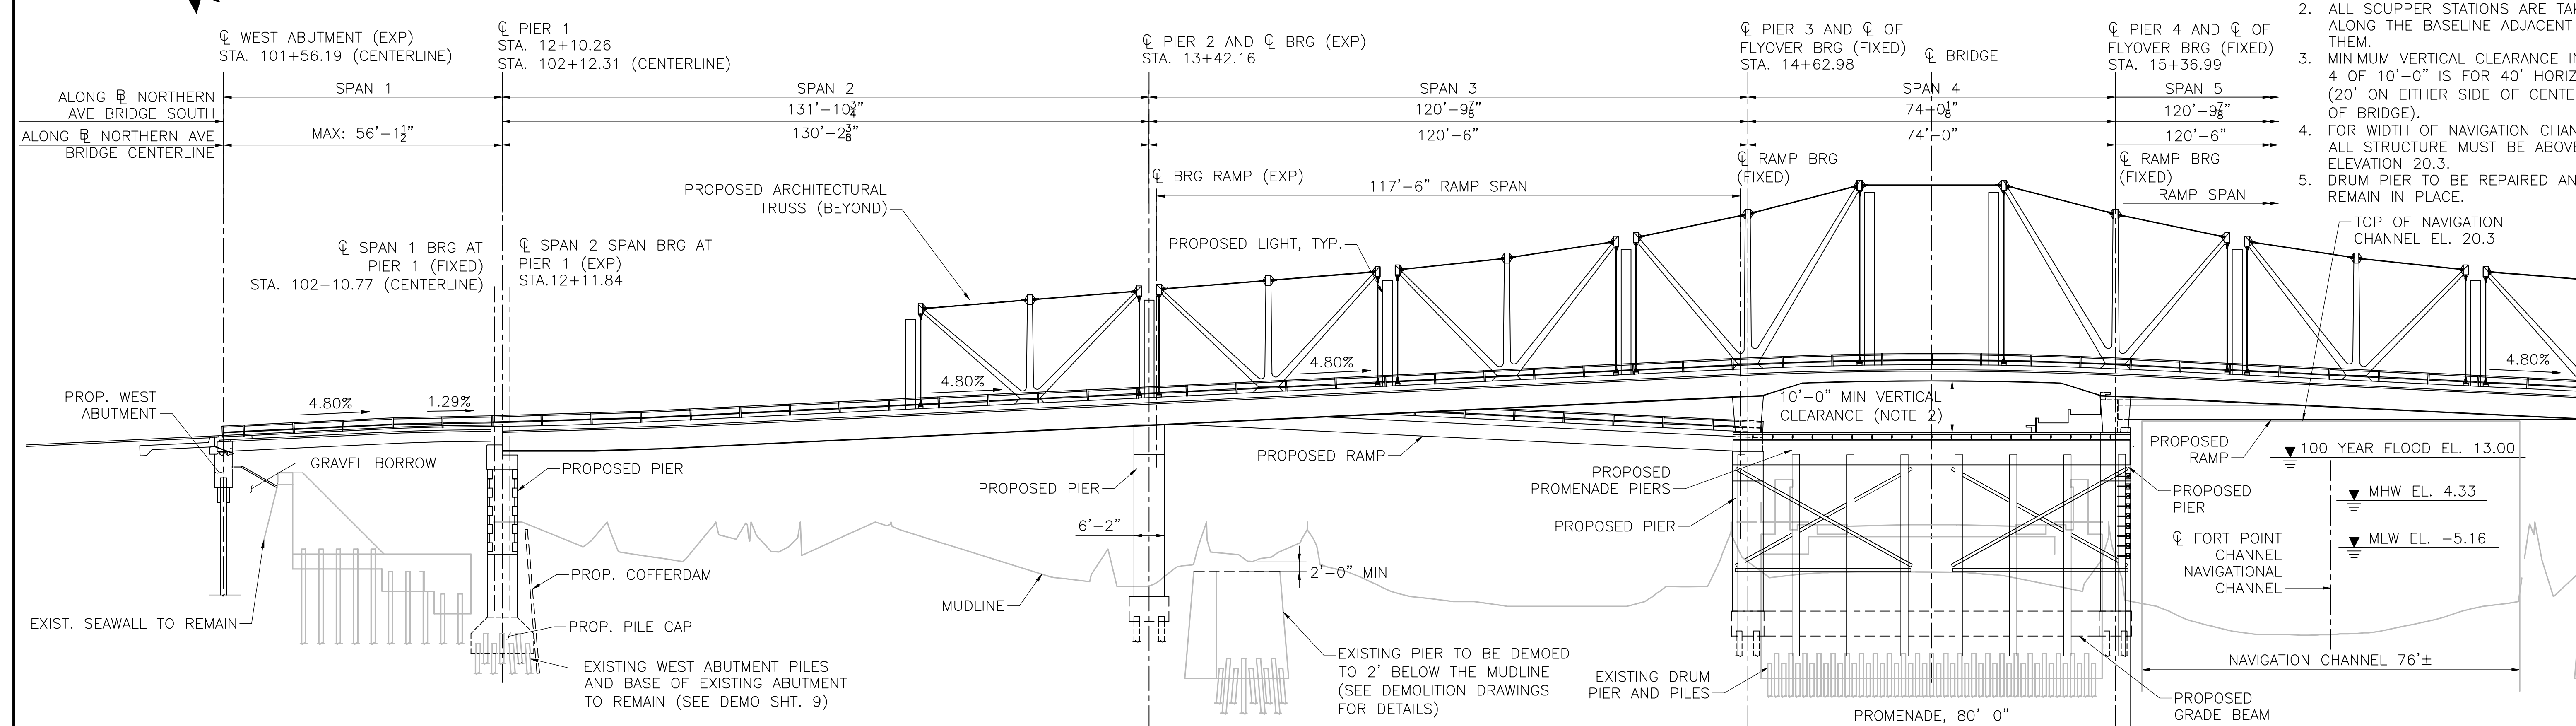 ℄ WEST ABUTMENT (EXP)
STA. 101+56.19 (CENTERLINE)
℄ PIER 1
STA. 12+10.26
STA. 102+12.31 (CENTERLINE)
℄ PIER 2 AND ℄ BRG (EXP)
STA. 13+42.16
℄ PIER 3 AND ℄ OF
FLYOVER BRG (FIXED)
STA. 14+62.98
℄ BRIDGE
℄ PIER 4 AND ℄ OF
FLYOVER BRG (FIXED)
STA. 15+36.99
2. ALL SCUPPER STATIONS ARE
ALONG THE BASELINE ADJACENT
THEM.
3. MINIMUM VERTICAL CLEARANCE
4 OF 10'-0" IS FOR 40'
(20' ON EITHER SIDE OF
OF BRIDGE).
4. FOR WIDTH OF NAVIGATION
ALL STRUCTURE MUST BE
ELEVATION 20.3.
5. DRUM PIER TO BE REPAIRED
REMAIN IN PLACE.
ALONG ⅊ NORTHERN
AVE BRIDGE SOUTH
SPAN 1
SPAN 2
SPAN 3
SPAN 4
SPAN 5
131'-10¾"
120'-9⅞"
74'-0⅛"
120'-9⅞"
ALONG ⅊ NORTHERN AVE
BRIDGE CENTERLINE
MAX: 56'-1½"
130'-2⅜"
120'-6"
74'-0"
120'-6"
℄ BRG RAMP (EXP)
117'-6" RAMP SPAN
℄ RAMP BRG
(FIXED)
℄ RAMP BRG
(FIXED)
RAMP SPAN
PROPOSED ARCHITECTURAL
TRUSS (BEYOND)
PROPOSED LIGHT, TYP.
TOP OF NAVIGATION
CHANNEL EL. 20.3
℄ SPAN 1 BRG AT
PIER 1 (FIXED)
STA. 102+10.77 (CENTERLINE)
℄ SPAN 2 SPAN BRG AT
PIER 1 (EXP)
STA.12+11.84
PROP. WEST
ABUTMENT
4.80%
1.29%
4.80%
4.80%
4.80%
10'-0" MIN VERTICAL
CLEARANCE (NOTE 2)
GRAVEL BORROW
PROPOSED PIER
PROPOSED PIER
PROPOSED RAMP
PROPOSED
PROMENADE PIERS
PROPOSED PIER
PROPOSED
RAMP
100 YEAR FLOOD EL. 13.00
PROPOSED
PIER
MHW EL. 4.33
MLW EL. -5.16
℄ FORT POINT
CHANNEL
NAVIGATIONAL
CHANNEL
6'-2"
2'-0" MIN
PROP. COFFERDAM
MUDLINE
EXIST. SEAWALL TO REMAIN
PROP. PILE CAP
EXISTING WEST ABUTMENT PILES
AND BASE OF EXISTING ABUTMENT
TO REMAIN (SEE DEMO SHT. 9)
EXISTING PIER TO BE DEMOED
TO 2' BELOW THE MUDLINE
(SEE DEMOLITION DRAWINGS
FOR DETAILS)
EXISTING DRUM
PIER AND PILES
NAVIGATION CHANNEL 76'±
PROMENADE, 80'-0"
PROPOSED
GRADE BEAM